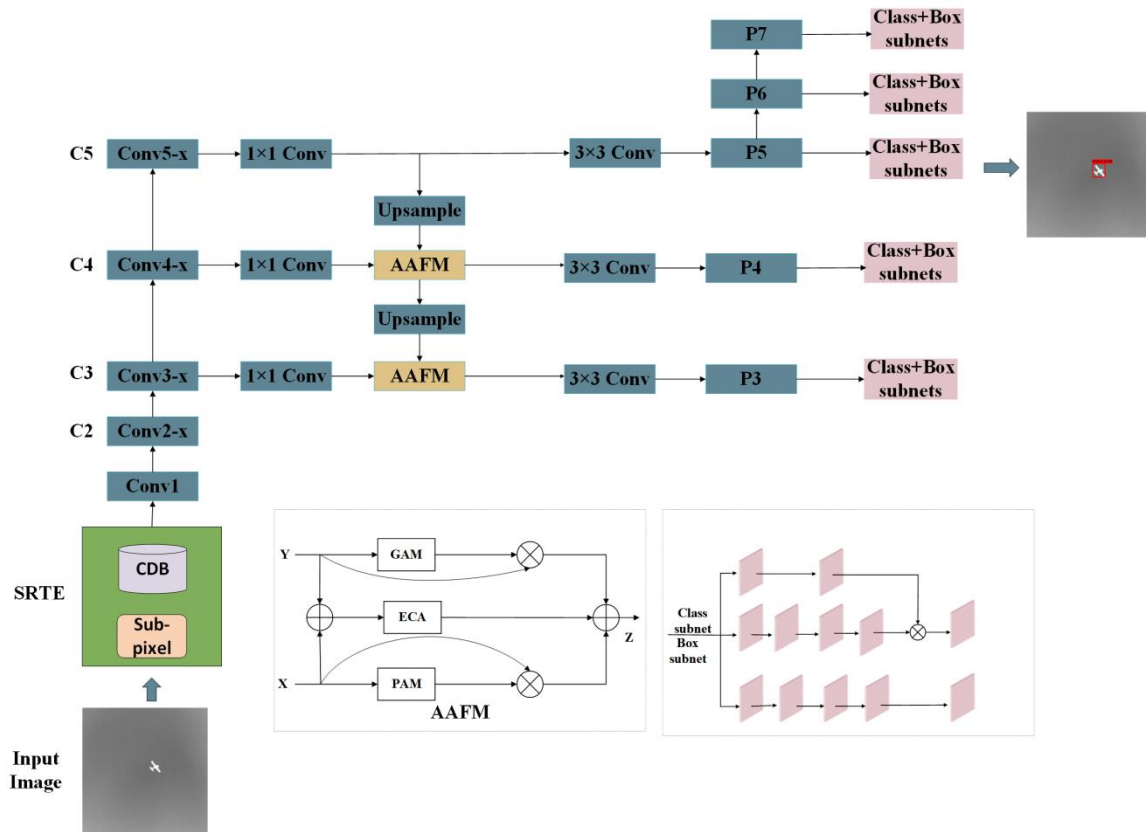 P7
Class+Box
subnets
P6
Class+Box
subnets
C5
Conv5-x
1×1 Conv
3×3 Conv
P5
Class+Box
subnets
Upsample
C4
Conv4-x
1×1 Conv
AAFM
3×3 Conv
P4
Class+Box
subnets
Upsample
C3
Conv3-x
1×1 Conv
AAFM
3×3 Conv
P3
Class+Box
subnets
C2
Conv2-x
Conv1
SRTE
CDB
Sub-
pixel
Input
Image
Y
GAM
ECA
Z
X
PAM
AAFM
Class
subnet
Box
subnet